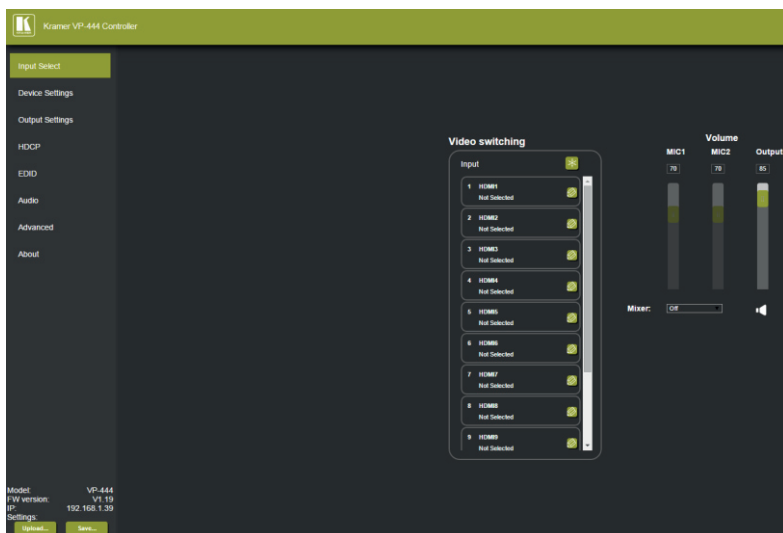 Kramer VP-444 Controller
Input Select
Device Settings
Output Settings
HDCP
EDID
Audio
Advanced
About
Model: VP-444
FW version: V1.19
IP: 192.168.1.39
Settings:
Upload... Save...
Video switching
Input
1 HDMI1
Not Selected
2 HDMI2
Not Selected
3 HDMI3
Not Selected
4 HDMI4
Not Selected
5 HDMI5
Not Selected
6 HDMI6
Not Selected
7 HDMI7
Not Selected
8 HDMI8
Not Selected
9 HDMI9
Not Selected
Volume
MIC1 MIC2 Output
70 70 85
Mixer: Off